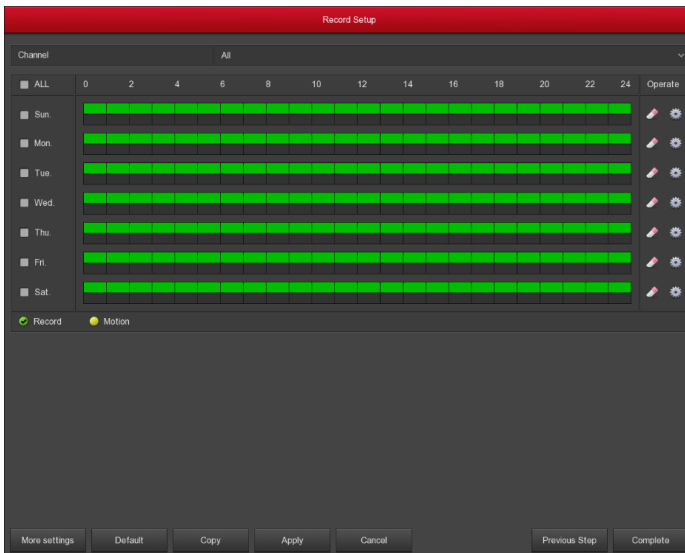 Record Setup
Channel All
ALL 0 2 4 6 8 10 12 14 16 18 20 22 24 Operate
Sun.
Mon.
Tue.
Wed.
Thu.
Fri.
Sat.
Record Motion
More settings Default Copy Apply Cancel Previous Step Complete